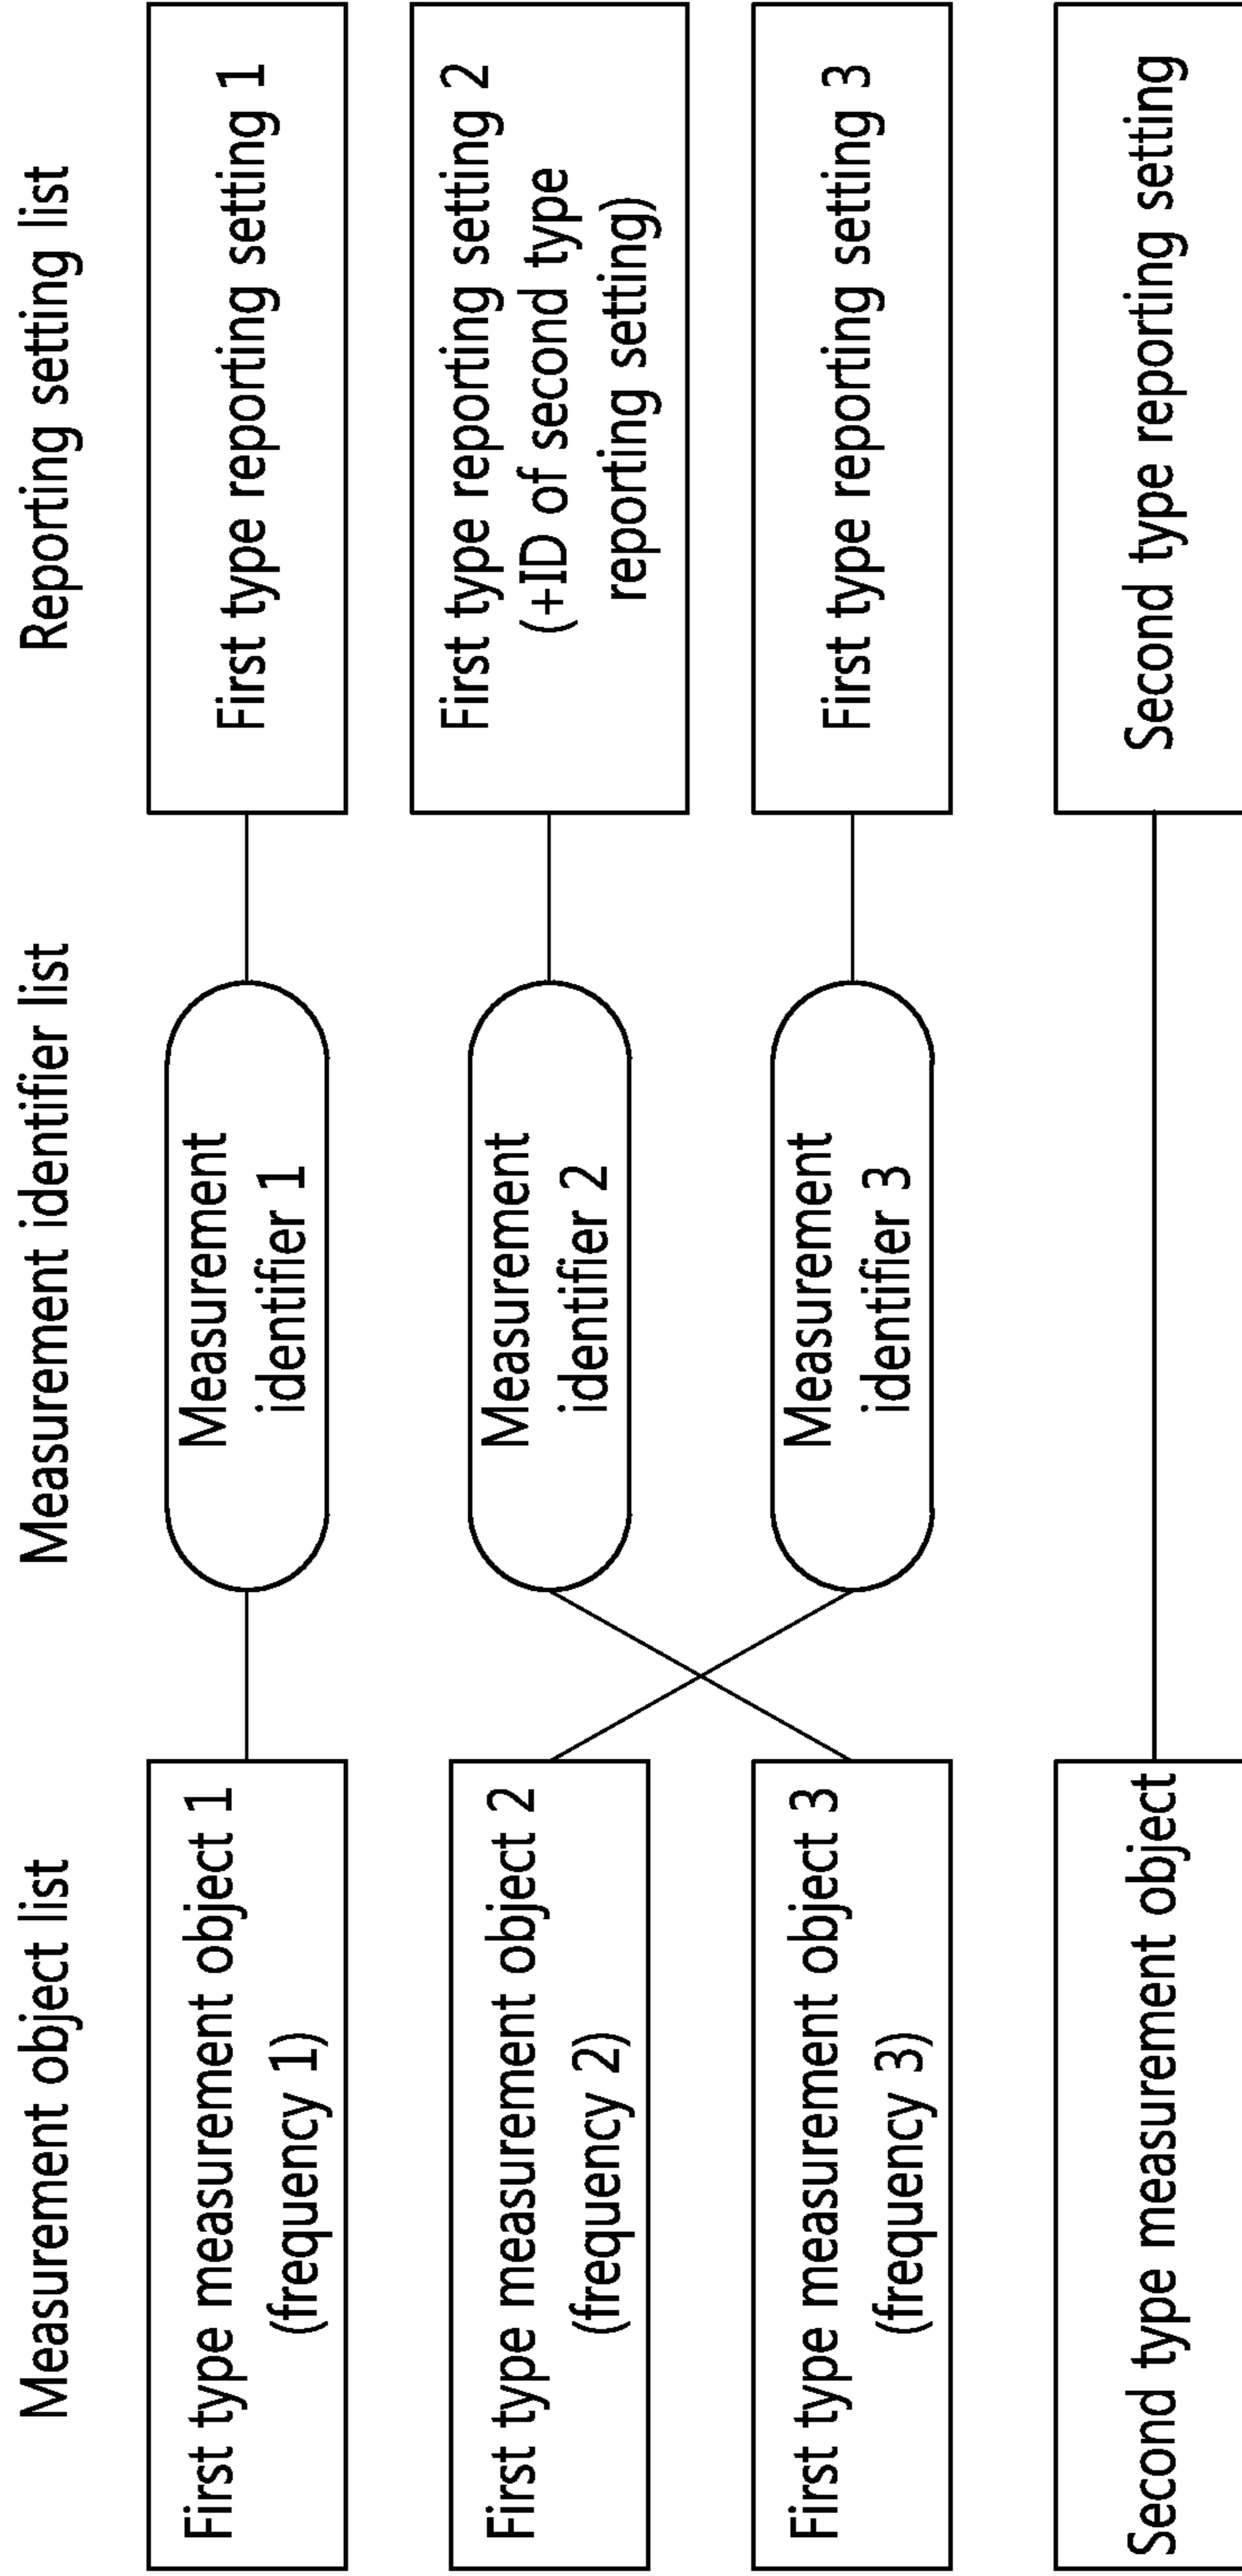 Measurement object list
Measurement identifier list
Reporting setting list
First type measurement object 1
(frequency 1)
Measurement
identifier 1
First type reporting setting 1
First type measurement object 2
(frequency 2)
Measurement
identifier 2
First type reporting setting 2
(+ID of second type
reporting setting)
First type measurement object 3
(frequency 3)
Measurement
identifier 3
First type reporting setting 3
Second type measurement object
Second type reporting setting